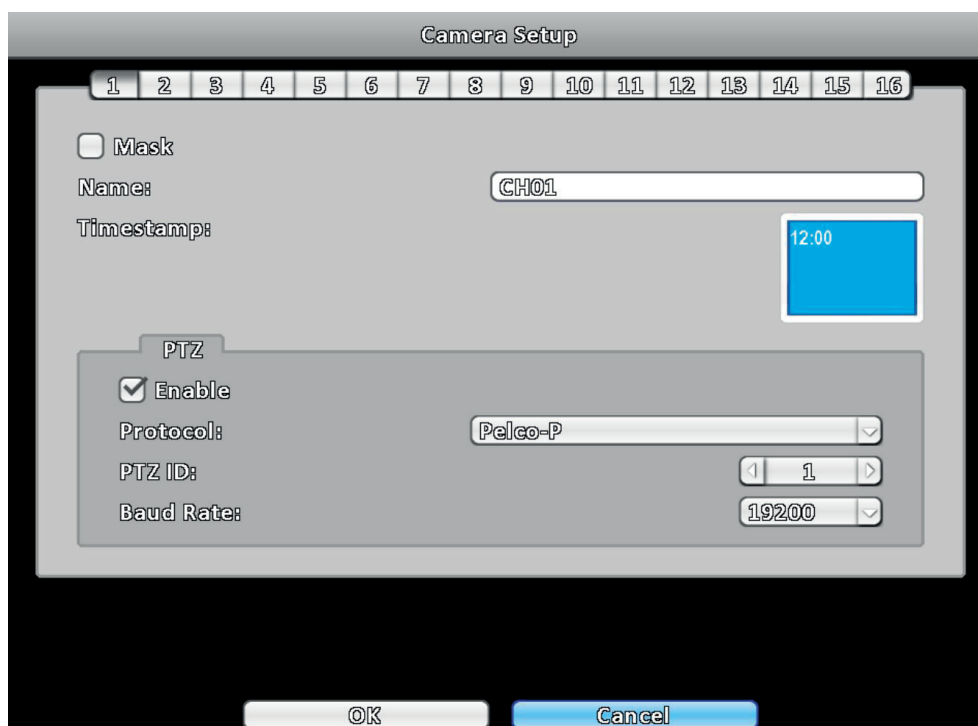 Camera Setup
1 2 3 4 5 6 7 8 9 10 11 12 13 14 15 16
Mask
Name: CH01
Timestamp:
12:00
PTZ
Enable
Protocol: Pelco-P
PTZ ID: 1
Baud Rate: 19200
OK Cancel